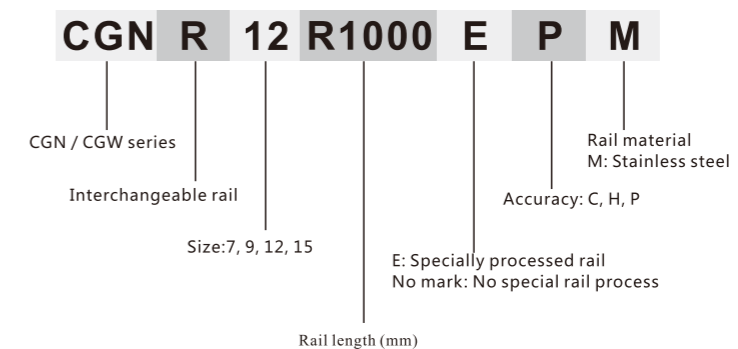 CGN R 12 R1000 E P M
CGN / CGW series
Rail material
M: Stainless steel
Interchangeable rail
Accuracy: C, H, P
Size:7, 9, 12, 15
E: Specially processed rail
No mark: No special rail process
Rail length (mm)